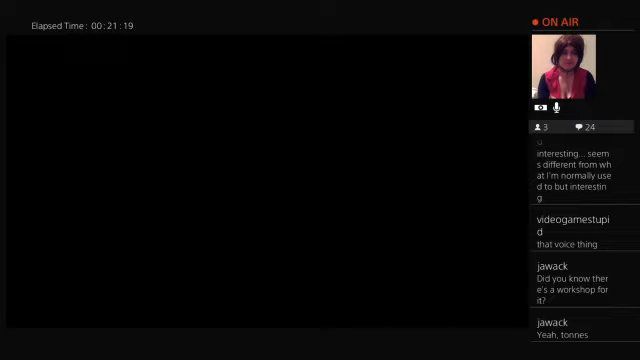 Elapsed Time : 00 : 21 : 19
ON AIR
3 24
u
interesting... seem
s different from wh
at I'm normally use
d to but interestin
g
videogamestupi
d
that voice thing
jawack
Did you know ther
e's a workshop for
it?
jawack
Yeah, tonnes